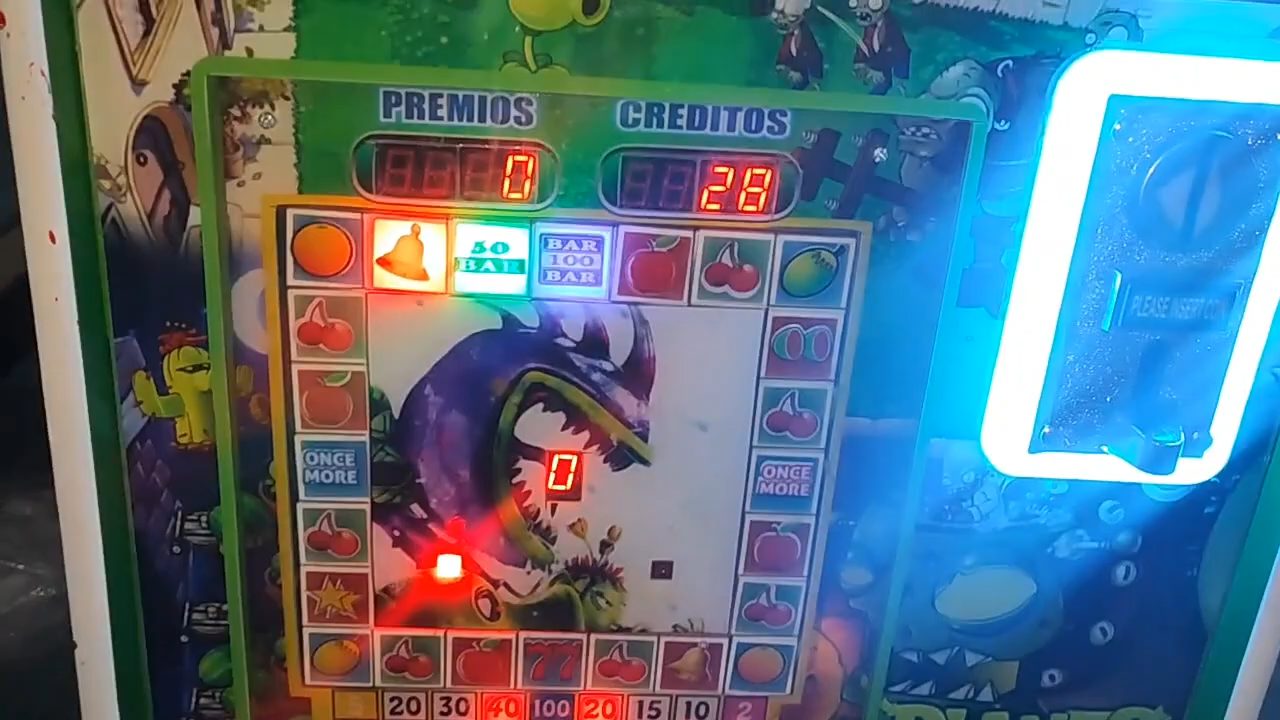 PREMIOS
CREDITOS
0
28
50
BAR
BAR
100
BAR
PLEASE INSERT COIN
ONCE
MORE
0
ONCE
MORE
77
20 30 40 100 20 15 10 2